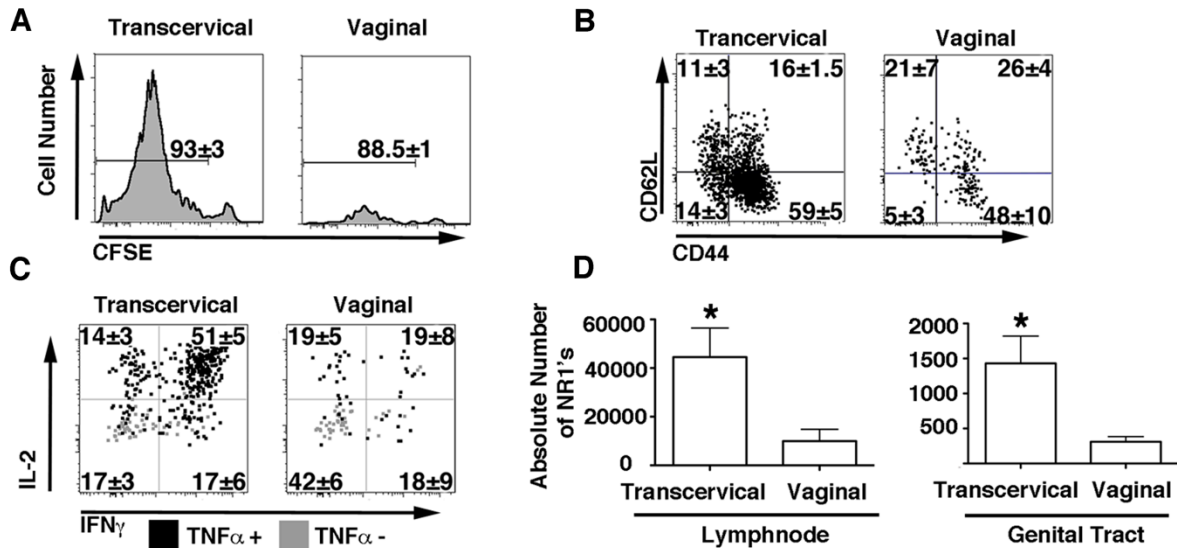 A
Transcervical
Vaginal
Cell Number
93±3
88.5±1
CFSE
B
Trancervical
Vaginal
CD62L
11±3
16±1.5
14±3
59±5
21±7
26±4
5±3
48±10
CD44
C
Transcervical
Vaginal
IL-2
14±3
51±5
17±3
17±6
19±5
19±8
42±6
18±9
IFNγ
TNFα +
TNFα -
D
Absolute Number
of NR1's
60000
40000
20000
0
*
Transcervical
Vaginal
Lymphnode
2000
1500
1000
500
*
Transcervical
Vaginal
Genital Tract